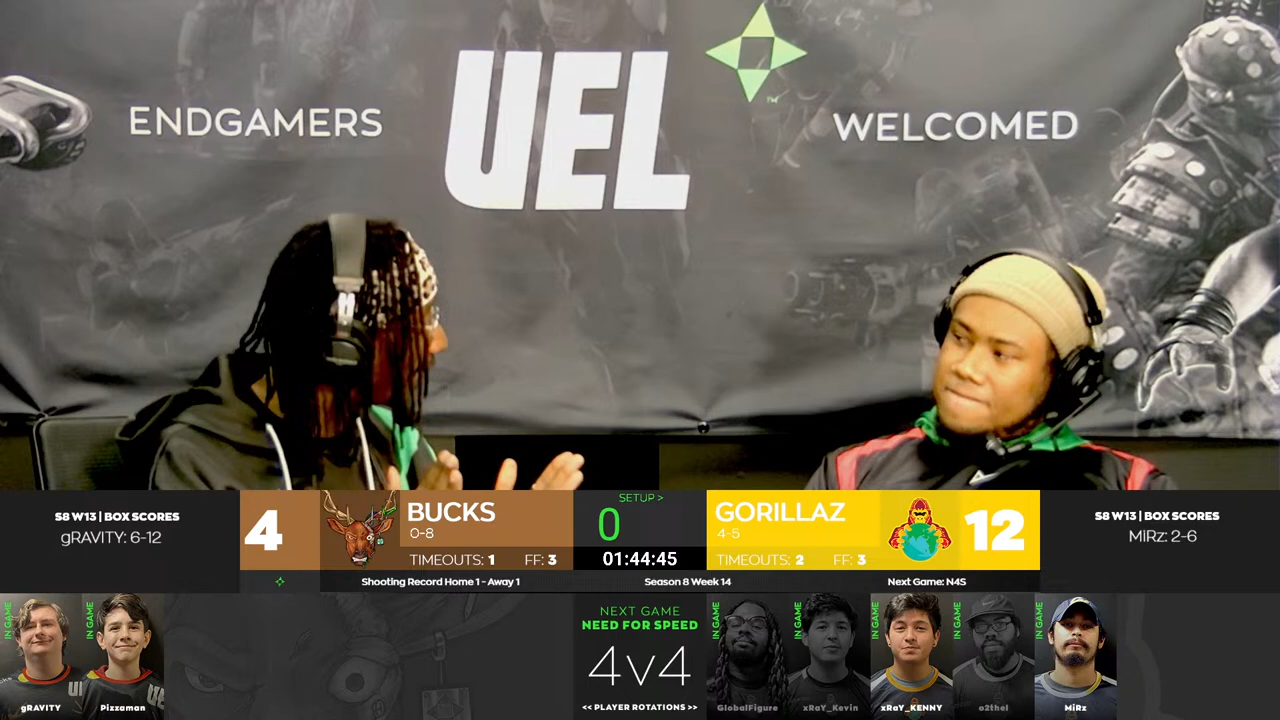 ENDGAMERS
UEL
™
WELCOMED
S8 W13 | BOX SCORES
gRAVITY: 6-12
4
BUCKS
0-8
TIMEOUTS: 1 FF: 3
SETUP >
0
01:44:45
GORILLAZ
4-5
TIMEOUTS: 2 FF: 3
12
S8 W13 | BOX SCORES
MiRz: 2-6
Shooting Record Home 1 - Away 1
Season 8 Week 14
Next Game: N4S
IN GAME
gRAVITY
IN GAME
Pizzaman
NEXT GAME
NEED FOR SPEED
4v4
<< PLAYER ROTATIONS >>
IN GAME
GlobalFigure
IN GAME
xRaY_Kevin
IN GAME
xRaY_KENNY
IN GAME
o2thel
IN GAME
MiRz